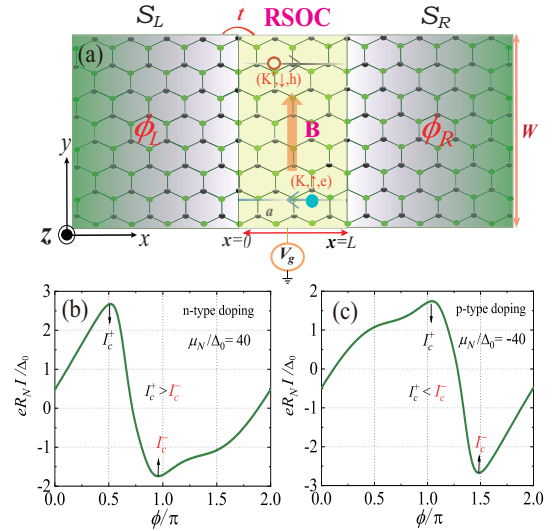 S_L RSOC S_R
t
(a)
(K',↓,h)
ϕ_L B ϕ_R W
y
(K,↑,e)
a
z x x=0 x=L
V_g
(b) n-type doping
μ_N/Δ_0= 40
I_c^+
I_c^+ > I_c^-
I_c^-
eR_N I/Δ_0
3
2
1
0
-1
-2
0.0 0.5 1.0 1.5 2.0
ϕ/π
(c) p-type doping
μ_N/Δ_0= -40
I_c^+
I_c^+ < I_c^-
I_c^-
eR_N I/Δ_0
2
1
0
-1
-2
-3
0.0 0.5 1.0 1.5 2.0
ϕ/π